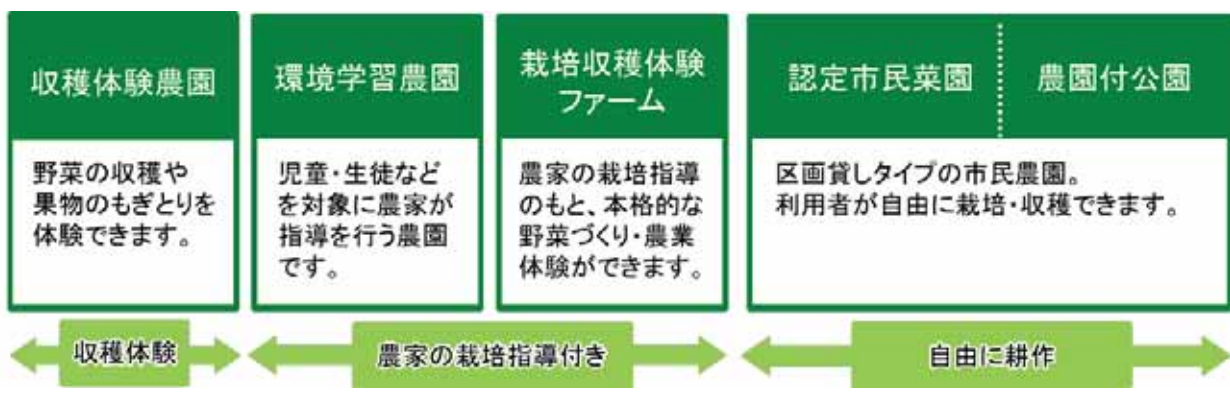 収穫体験農園
野菜の収穫や
果物のもぎとりを
体験できます。
環境学習農園
児童・生徒など
を対象に農家が
指導を行う農園
です。
栽培収穫体験
ファーム
農家の栽培指導
のもと、本格的な
野菜づくり・農業
体験ができます。
認定市民菜園
農園付公園
区画貸しタイプの市民農園。
利用者が自由に栽培・収穫できます。
収穫体験
農家の栽培指導付き
自由に耕作